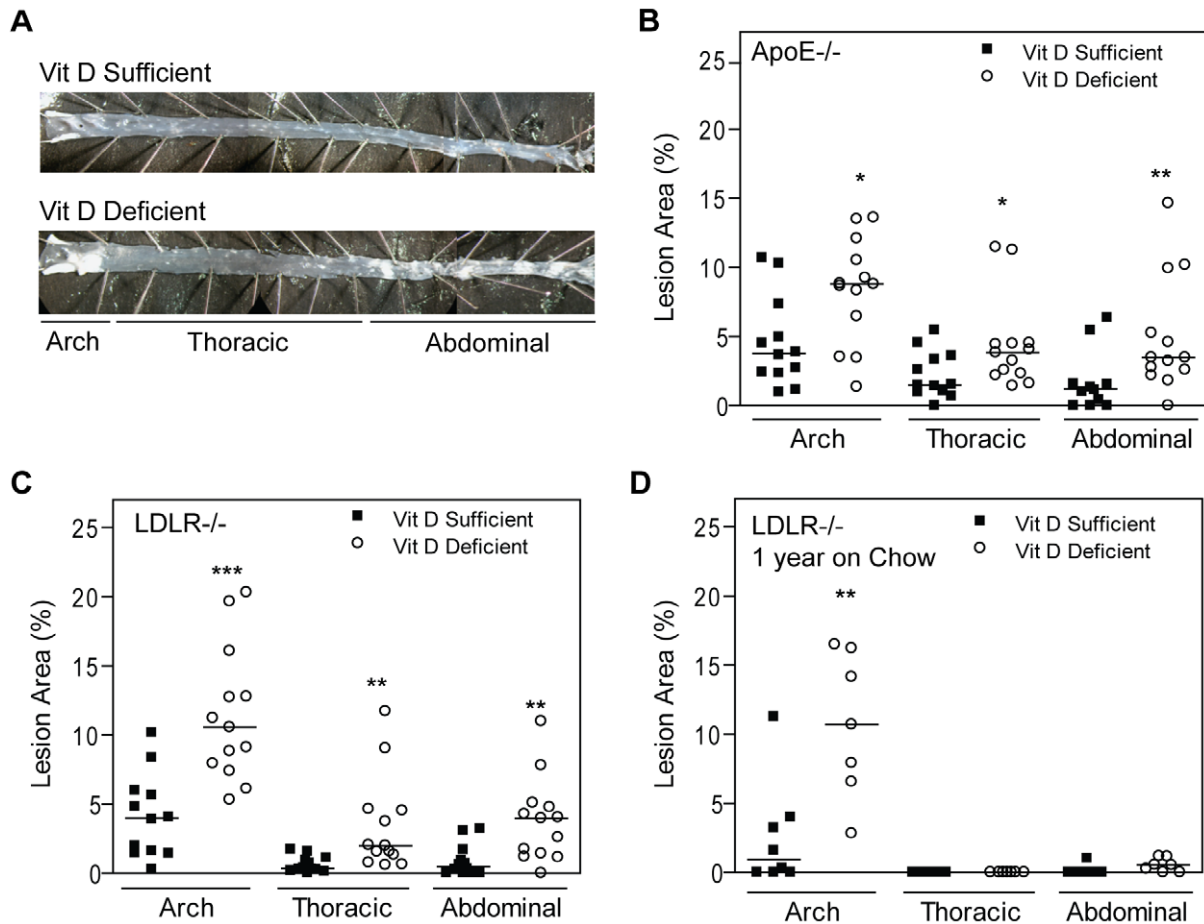 A
Vit D Sufficient
Vit D Deficient
Arch Thoracic Abdominal
B
ApoE-/-
Vit D Sufficient
Vit D Deficient
Lesion Area (%)
25
20
15
10
5
0
* * **
Arch Thoracic Abdominal
C
LDLR-/-
Vit D Sufficient
Vit D Deficient
Lesion Area (%)
25
20
15
10
5
0
*** ** **
Arch Thoracic Abdominal
D
LDLR-/-
1 year on Chow
Vit D Sufficient
Vit D Deficient
Lesion Area (%)
25
20
15
10
5
0
**
Arch Thoracic Abdominal